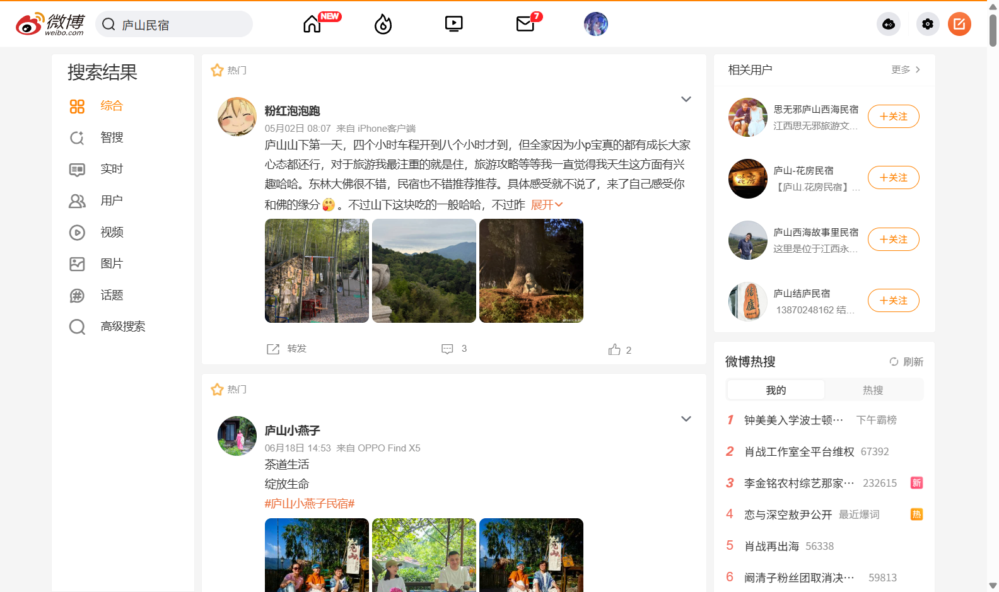 微博
weibo.com
庐山民宿
NEW
7
搜索结果
综合
智搜
实时
用户
视频
图片
话题
高级搜索
热门
粉红泡泡跑
05月02日 08:07 来自 iPhone客户端
庐山山下第一天，四个小时车程开到八个小时才到，但全家因为小p宝真的都有成长大家
心态都还行，对于旅游我最注重的就是住，旅游攻略等等我一直觉得我天生这方面有兴
趣哈哈。东林大佛很不错，民宿也不错推荐推荐。具体感受就不说了，来了自己感受你
和佛的缘分。不过山下这块吃的一般哈哈，不过昨 展开
转发
3
2
热门
庐山小燕子
06月18日 14:53 来自 OPPO Find X5
茶道生活
绽放生命
#庐山小燕子民宿#
相关用户
更多
思无邪庐山西海民宿
江西思无邪旅游文...
+关注
庐山-花房民宿
【庐山.花房民宿】...
+关注
庐山西海故事里民宿
这里是位于江西永...
+关注
庐山结庐民宿
13870248162 结...
+关注
微博热搜
刷新
我的
热搜
1 钟美美入学波士顿… 下午霸榜
2 肖战工作室全平台维权 67392
3 李金铭农村综艺那家… 232615 新
4 恋与深空敖尹公开 最近爆词 热
5 肖战再出海 56338
6 阚清子粉丝团取消决… 59813